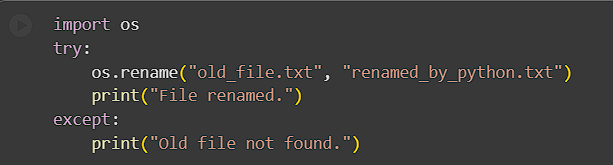 import os
try:
    os.rename("old_file.txt", "renamed_by_python.txt")
    print("File renamed.")
except:
    print("Old file not found.")